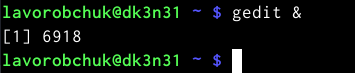 lavorobchuk@dk3n31 ~ $ gedit &
[1] 6918
lavorobchuk@dk3n31 ~ $